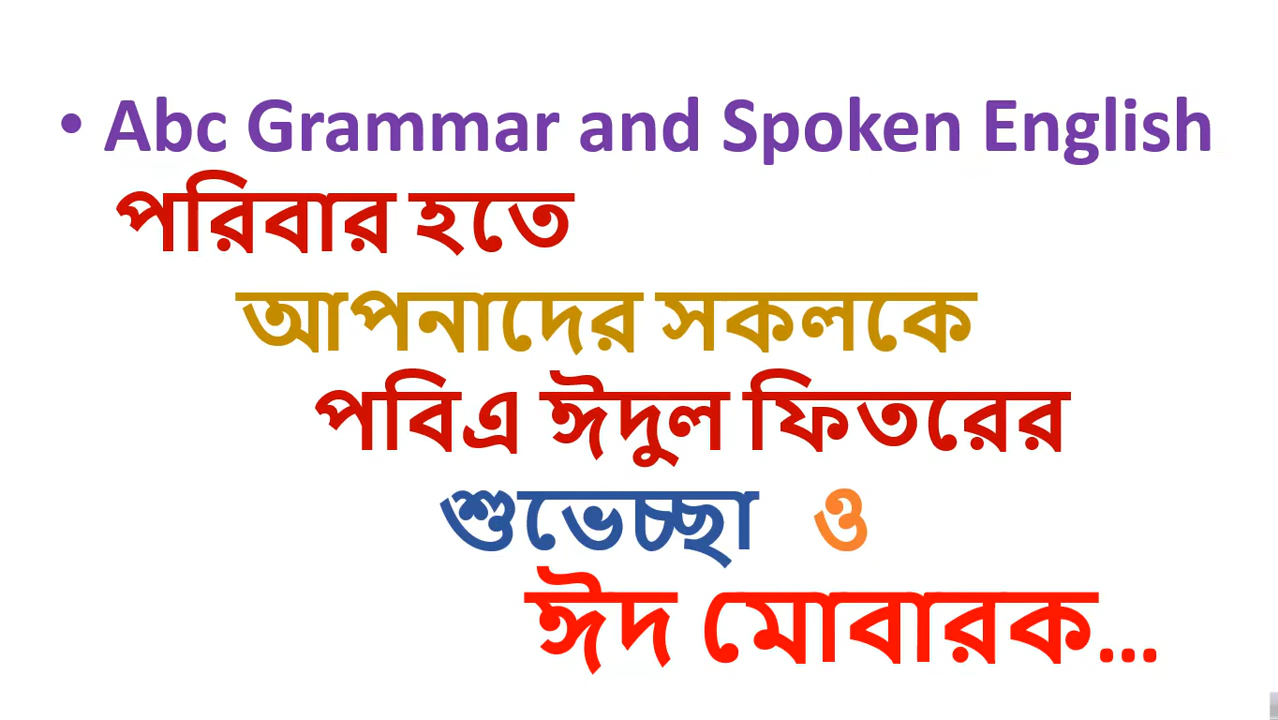 • Abc Grammar and Spoken English
পরিবার হতে
আপনাদের সকলকে
পবিএ ঈদুল ফিতরের
শুভেচ্ছা ও
ঈদ মোবারক...